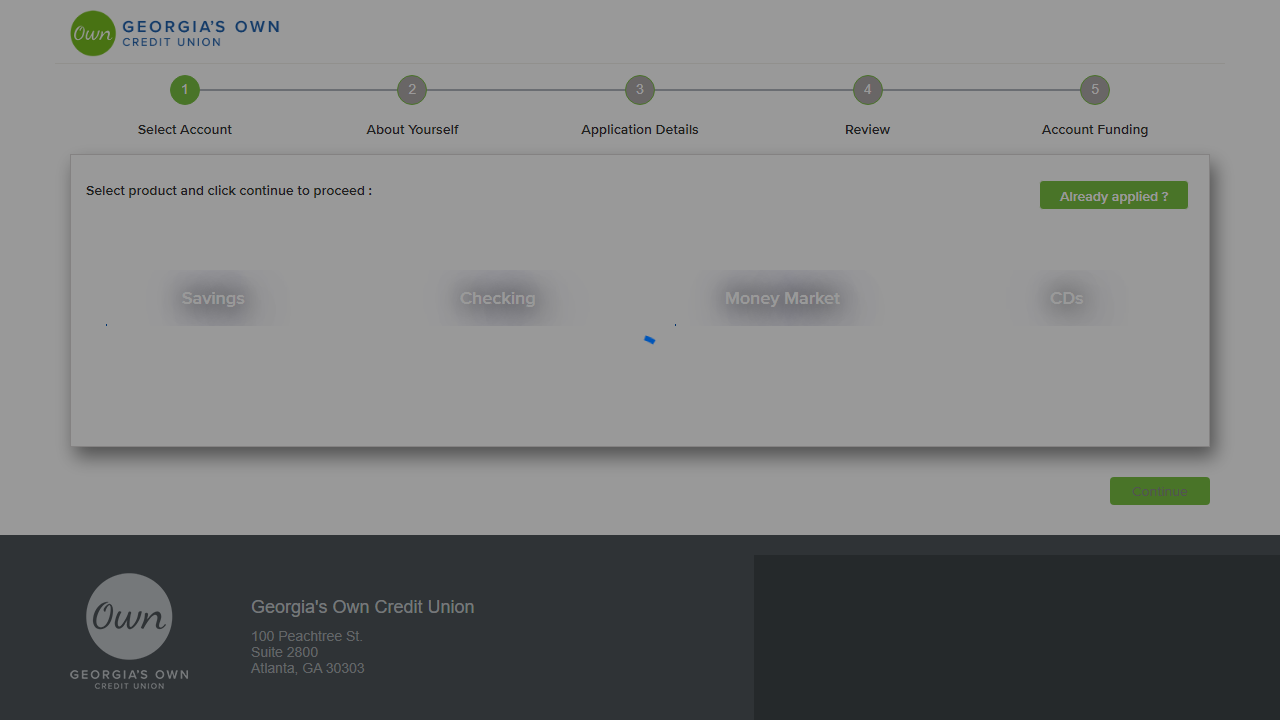 Own
GEORGIA'S OWN
CREDIT UNION
1
2
3
4
5
Select Account
About Yourself
Application Details
Review
Account Funding
Select product and click continue to proceed :
Already applied ?
Savings
Checking
Money Market
CDs
Continue
Own
GEORGIA'S OWN
CREDIT UNION
Georgia's Own Credit Union
100 Peachtree St.
Suite 2800
Atlanta, GA 30303